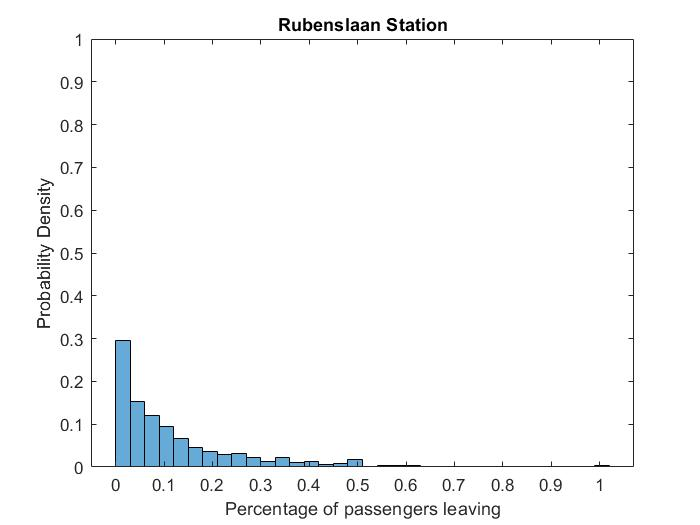 Rubenslaan Station
1
0.9
0.8
0.7
0.6
0.5
0.4
0.3
0.2
0.1
0
Probability Density
0 0.1 0.2 0.3 0.4 0.5 0.6 0.7 0.8 0.9 1
Percentage of passengers leaving